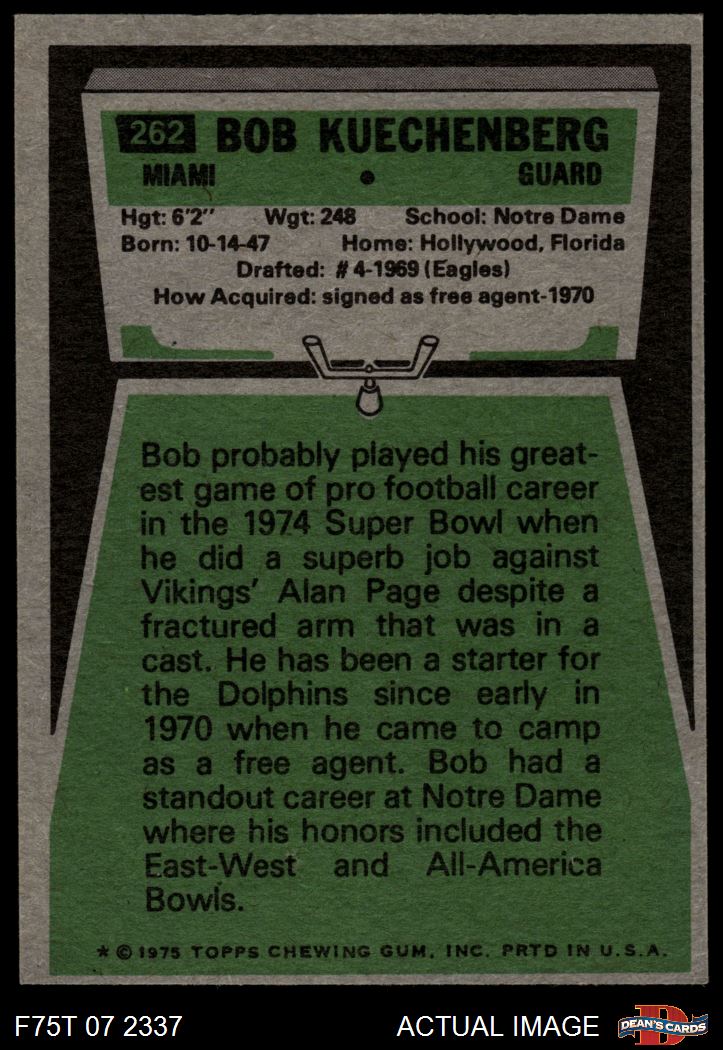 262 BOB KUECHENBERG
MIAMI • GUARD
Hgt: 6'2" Wgt: 248 School: Notre Dame
Born: 10-14-47 Home: Hollywood, Florida
Drafted: #4-1969 (Eagles)
How Acquired: signed as free agent-1970
Bob probably played his great-
est game of pro football career
in the 1974 Super Bowl when
he did a superb job against
Vikings' Alan Page despite a
fractured arm that was in a
cast. He has been a starter for
the Dolphins since early in
1970 when he came to camp
as a free agent. Bob had a
standout career at Notre Dame
where his honors included the
East-West and All-America
Bowls.
* © 1975 TOPPS CHEWING GUM, INC. PRTD IN U.S.A.
F75T 07 2337 ACTUAL IMAGE D DEAN'S CARDS